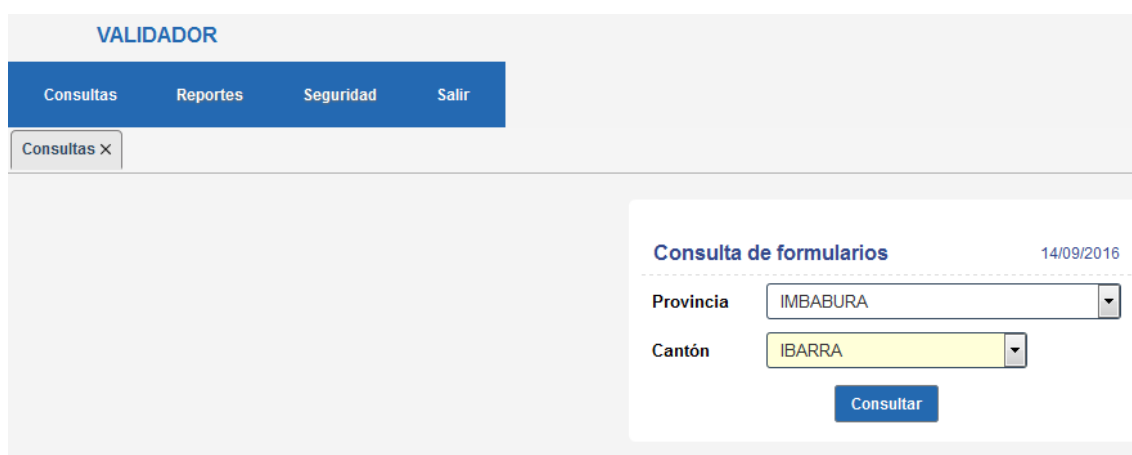 VALIDADOR
Consultas Reportes Seguridad Salir
Consultas ×
Consulta de formularios 14/09/2016
Provincia IMBABURA
Cantón IBARRA
Consultar